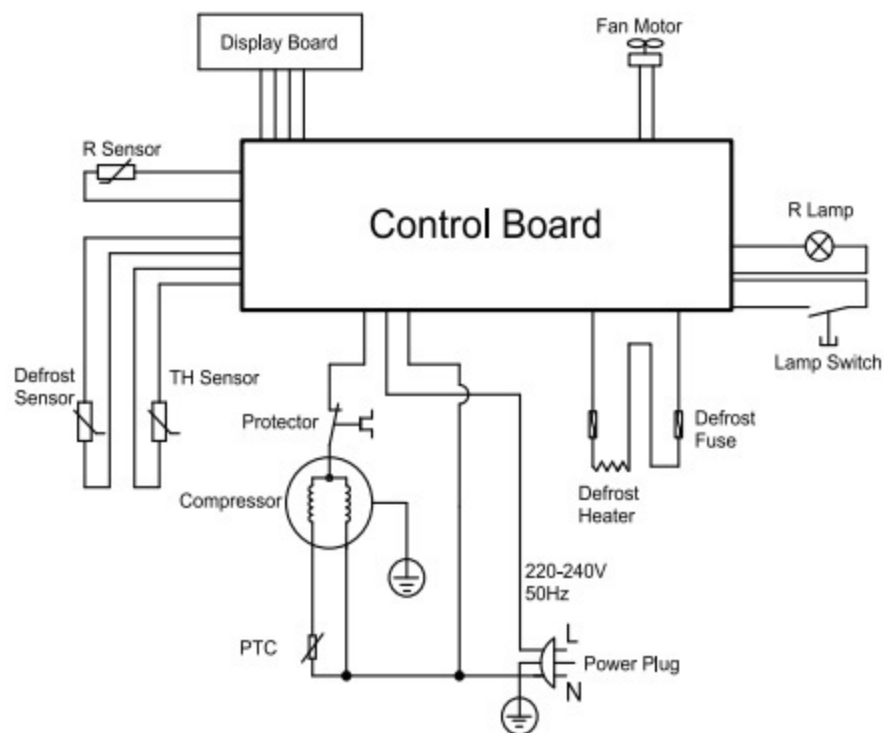 Display Board
Fan Motor
R Sensor
Control Board
R Lamp
Lamp Switch
Defrost
Sensor
TH Sensor
Protector
Defrost
Fuse
Compressor
Defrost
Heater
220-240V
50Hz
PTC
L
Power Plug
N